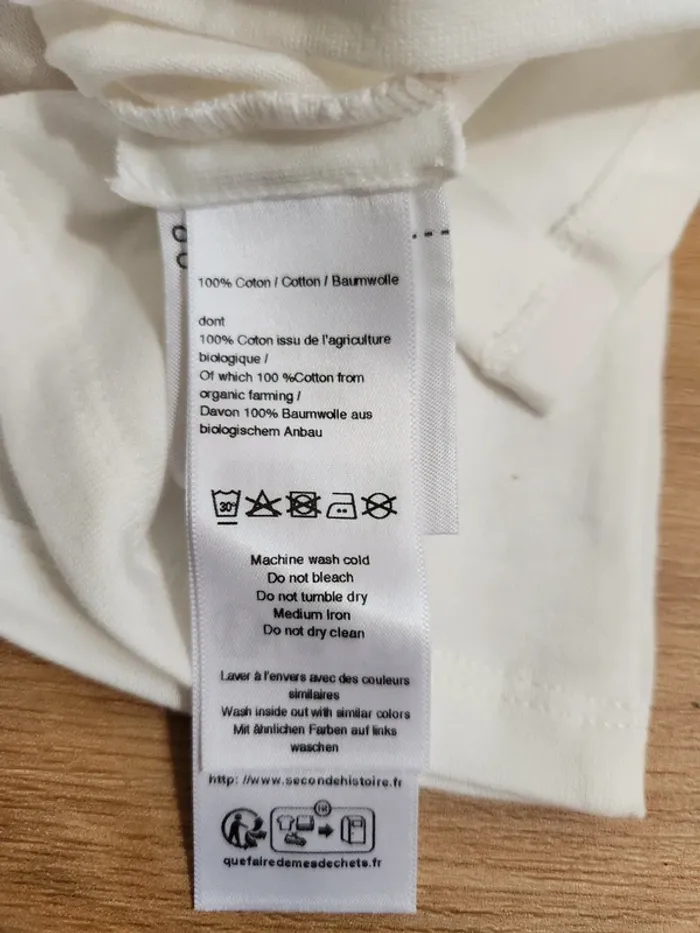 100% Coton / Cotton / Baumwolle
dont
100% Coton issu de l'agriculture
biologique /
Of which 100 %Cotton from
organic farming /
Davon 100% Baumwolle aus
biologischem Anbau
30°
Machine wash cold
Do not bleach
Do not tumble dry
Medium Iron
Do not dry clean
Laver à l'envers avec des couleurs
similaires
Wash inside out with similar colors
Mit ähnlichen Farben auf links
waschen
http: //www.secondehistoire.fr
FR
quefairedemesdechets.fr